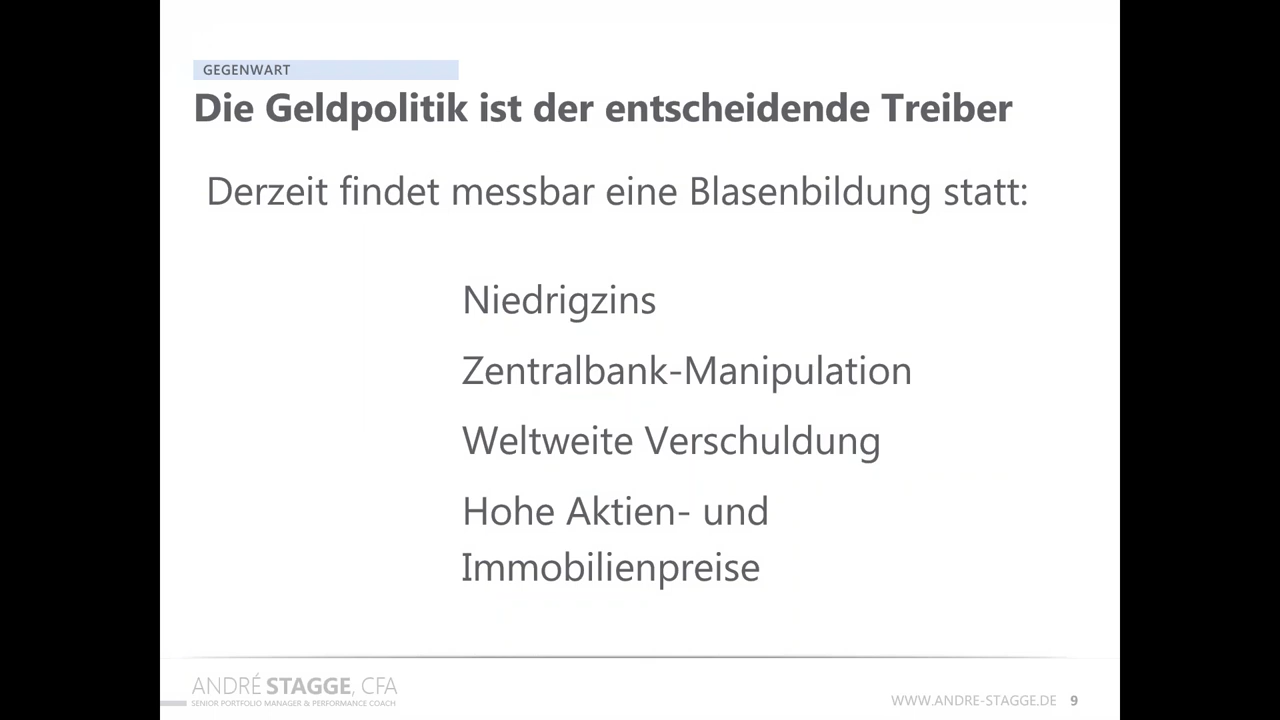 GEGENWART
Die Geldpolitik ist der entscheidende Treiber
Derzeit findet messbar eine Blasenbildung statt:
Niedrigzins
Zentralbank-Manipulation
Weltweite Verschuldung
Hohe Aktien- und
Immobilienpreise
ANDRÉ STAGGE, CFA
SENIOR PORTFOLIO MANAGER & PERFORMANCE COACH
WWW.ANDRE-STAGGE.DE 9